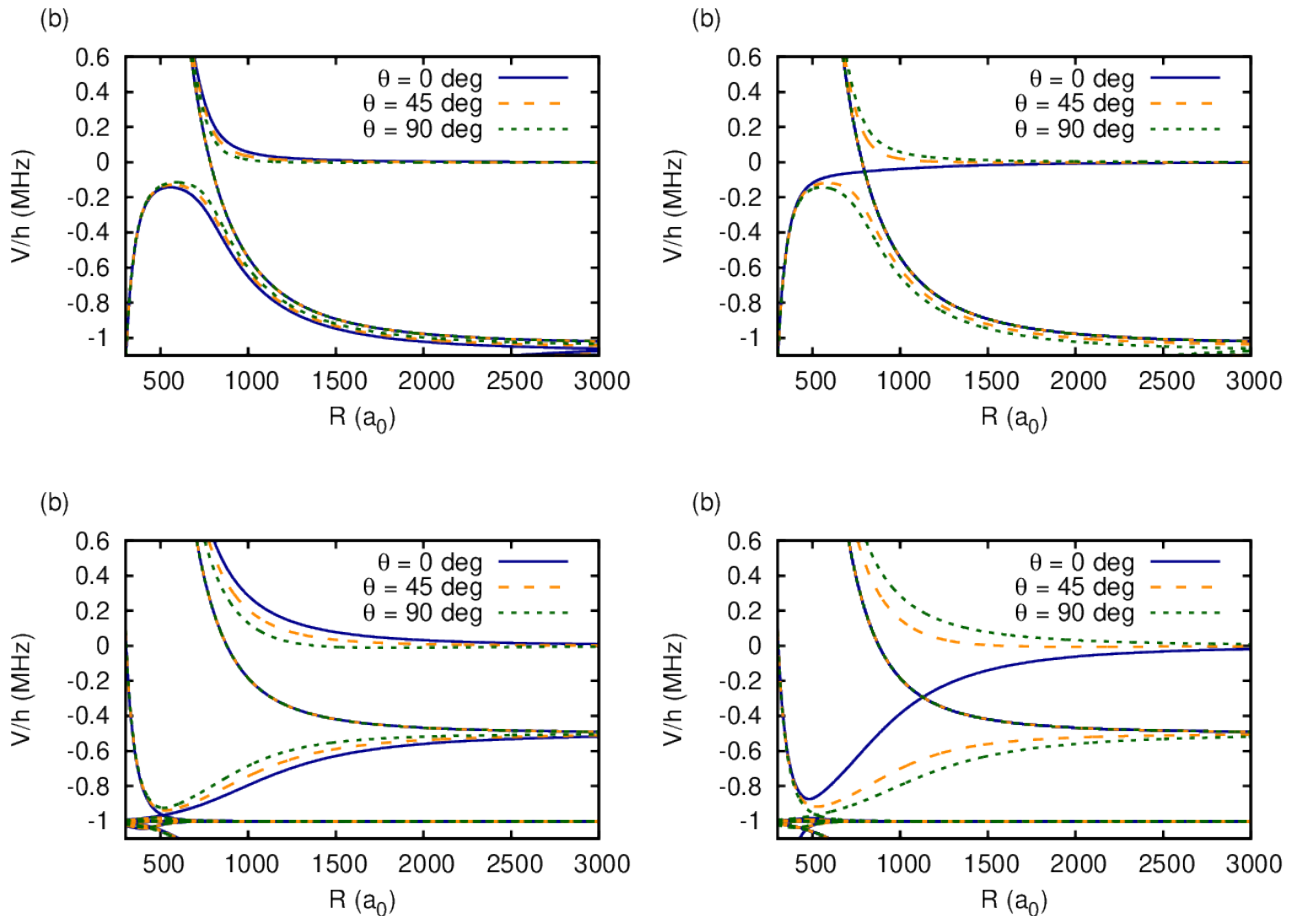 (b)
V/h (MHz)
0.6
0.4
0.2
0
-0.2
-0.4
-0.6
-0.8
-1
θ = 0 deg
θ = 45 deg
θ = 90 deg
500 1000 1500 2000 2500 3000
R (a0)
(b)
V/h (MHz)
0.6
0.4
0.2
0
-0.2
-0.4
-0.6
-0.8
-1
θ = 0 deg
θ = 45 deg
θ = 90 deg
500 1000 1500 2000 2500 3000
R (a0)
(b)
V/h (MHz)
0.6
0.4
0.2
0
-0.2
-0.4
-0.6
-0.8
-1
θ = 0 deg
θ = 45 deg
θ = 90 deg
500 1000 1500 2000 2500 3000
R (a0)
(b)
V/h (MHz)
0.6
0.4
0.2
0
-0.2
-0.4
-0.6
-0.8
-1
θ = 0 deg
θ = 45 deg
θ = 90 deg
500 1000 1500 2000 2500 3000
R (a0)